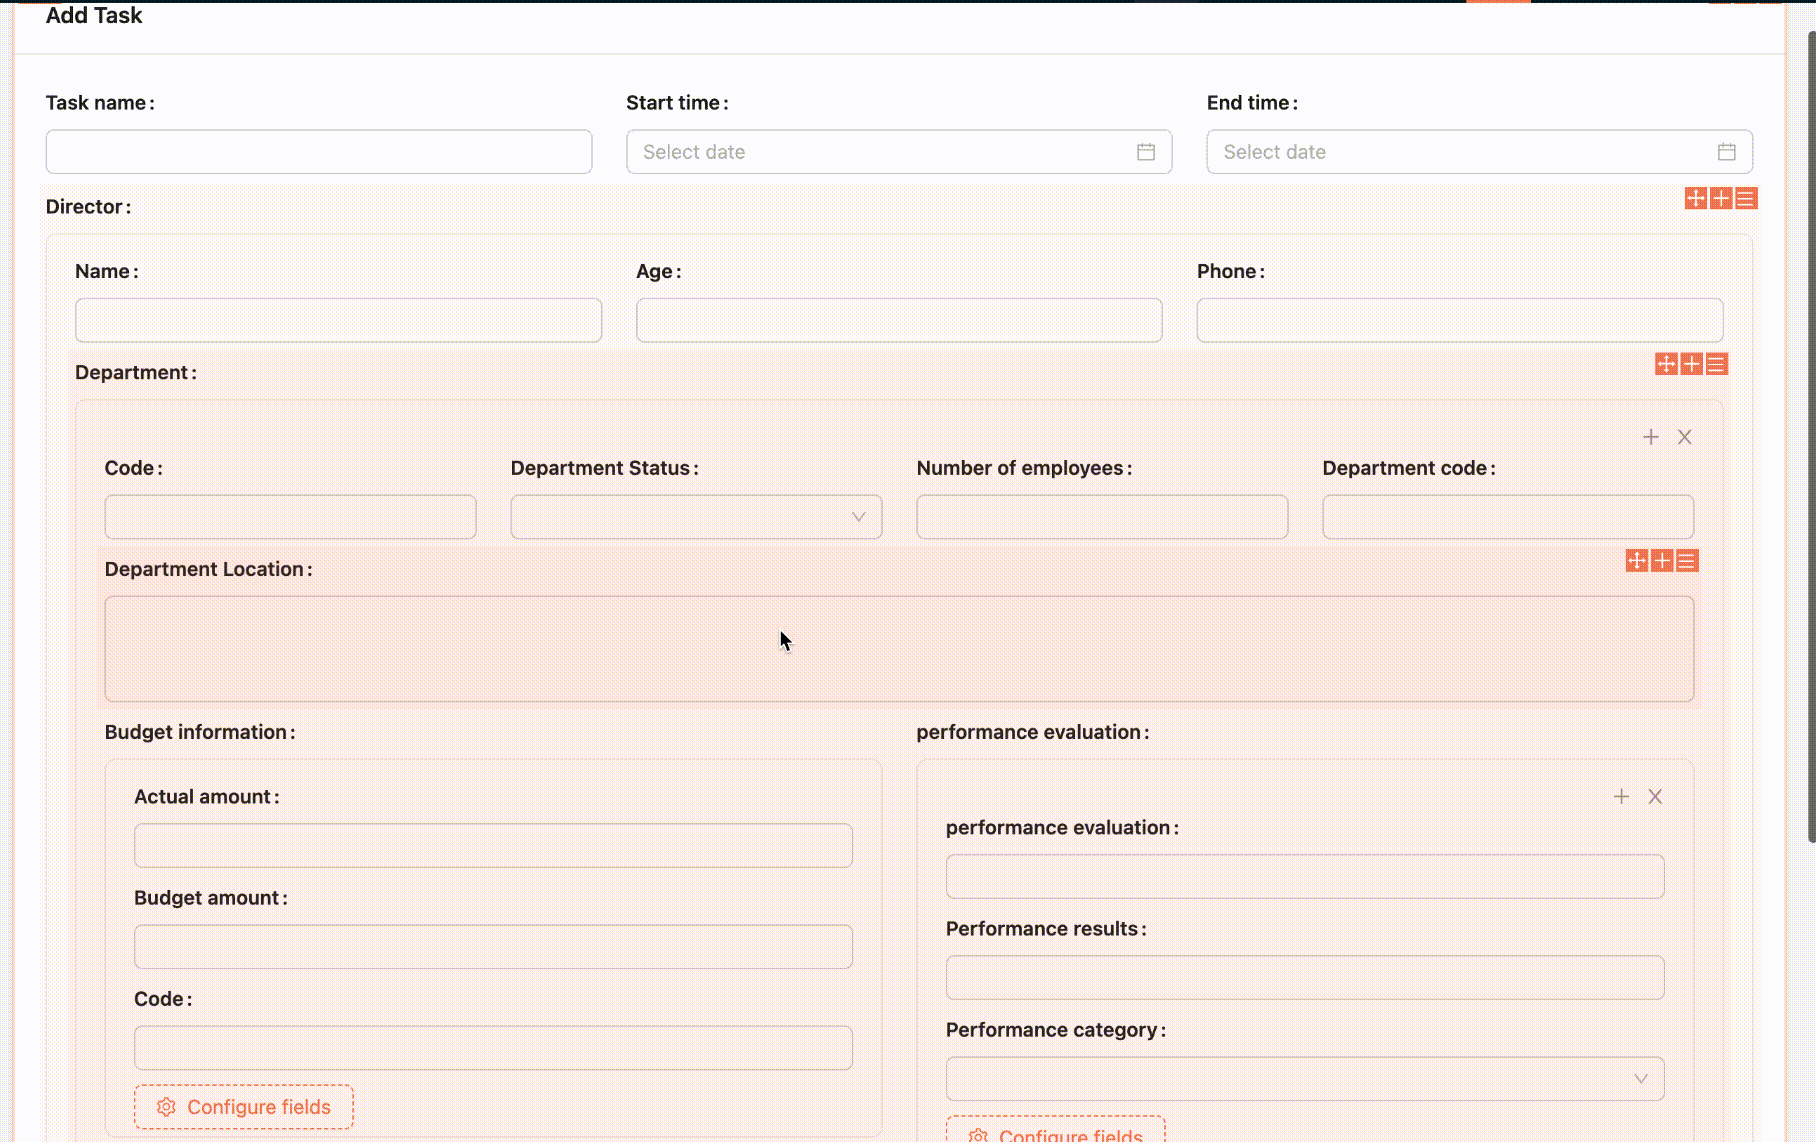 Add Task
Task name: Start time: End time:
Select date Select date
Director:
Name: Age: Phone:
Department:
Code: Department Status: Number of employees: Department code:
Department Location:
Budget information: performance evaluation:
Actual amount:
performance evaluation:
Budget amount:
Performance results:
Code:
Performance category:
Configure fields
Configure fields